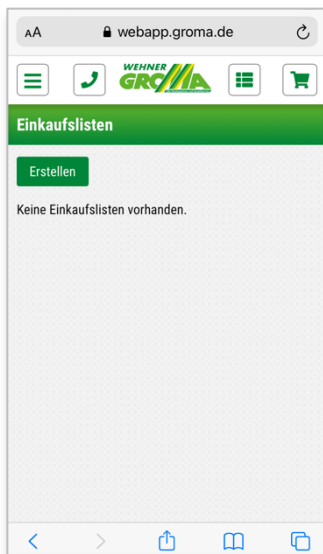 AA
webapp.groma.de
WEHNER
GROMA
Einkaufslisten
Erstellen
Keine Einkaufslisten vorhanden.